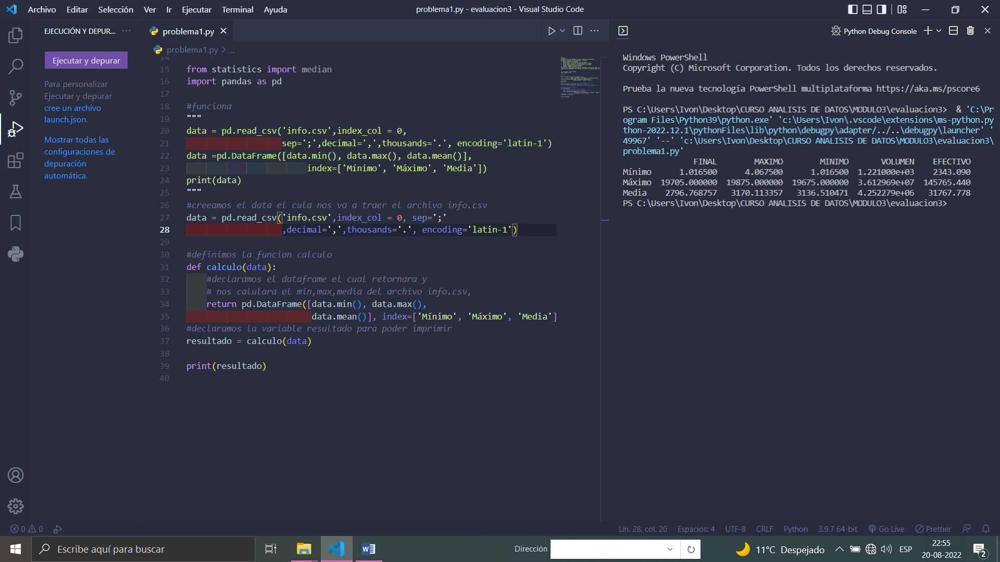 Archivo Editar Selección Ver Ir Ejecutar Terminal Ayuda
problema1.py - evaluacion3 - Visual Studio Code
EJECUCIÓN Y DEPUR... ...
Ejecutar y depurar
Para personalizar
Ejecutar y depurar
cree un archivo
launch.json.
Mostrar todas las
configuraciones de
depuración
automática.
problema1.py
problema1.py > ...
14
15 from statistics import median
16 import pandas as pd
17
18 #funciona
19 """
20 data = pd.read_csv('info.csv',index_col = 0,
21 sep=';',decimal=',',thousands='.', encoding='latin-1')
22 data =pd.DataFrame([data.min(), data.max(), data.mean()],
23 index=['Mínimo', 'Máximo', 'Media'])
24 print(data)
25 """
26 #creeamos el data el cula nos va a traer el archivo info.csv
27 data = pd.read_csv('info.csv',index_col = 0, sep=';'
28 ,decimal=',',thousands='.', encoding='latin-1')
29
30 #definimos la funcion calculo
31 def calculo(data):
32 #declaramos el dataframe el cual retornara y
33 # nos calulara el min,max,media del archivo info.csv,
34 return pd.DataFrame([data.min(), data.max(),
35 data.mean()], index=['Mínimo', 'Máximo', 'Media']
36 #declaramos la variable resultado para poder imprimir
37 resultado = calculo(data)
38
39 print(resultado)
40
Python Debug Console
Windows PowerShell
Copyright (C) Microsoft Corporation. Todos los derechos reservados.
Prueba la nueva tecnología PowerShell multiplataforma https://aka.ms/pscore6
PS C:\Users\Ivon\Desktop\CURSO ANALISIS DE DATOS\MODULO3\evaluacion3>  & 'C:\Pr
ogram Files\Python39\python.exe' 'c:\Users\Ivon\.vscode\extensions\ms-python.py
thon-2022.12.1\pythonFiles\lib\python\debugpy\adapter/../..\debugpy\launcher' '
49967' '--' 'c:\Users\Ivon\Desktop\CURSO ANALISIS DE DATOS\MODULO3\evaluacion3\
problema1.py'
FINAL MAXIMO MINIMO VOLUMEN EFECTIVO
Mínimo 1.016500 4.067500 1.016500 1.221000e+03 2343.090
Máximo 19705.000000 19875.000000 19675.000000 3.612969e+07 145765.440
Media 2796.768757 3170.113357 3136.510471 4.252279e+06 31767.778
PS C:\Users\Ivon\Desktop\CURSO ANALISIS DE DATOS\MODULO3\evaluacion3>
0 0
Lín. 28, col. 20 Espacios: 4 UTF-8 CRLF Python 3.9.7 64-bit Go Live Prettier
Escribe aquí para buscar
Dirección
11°C Despejado
ESP
22:55
20-08-2022
2